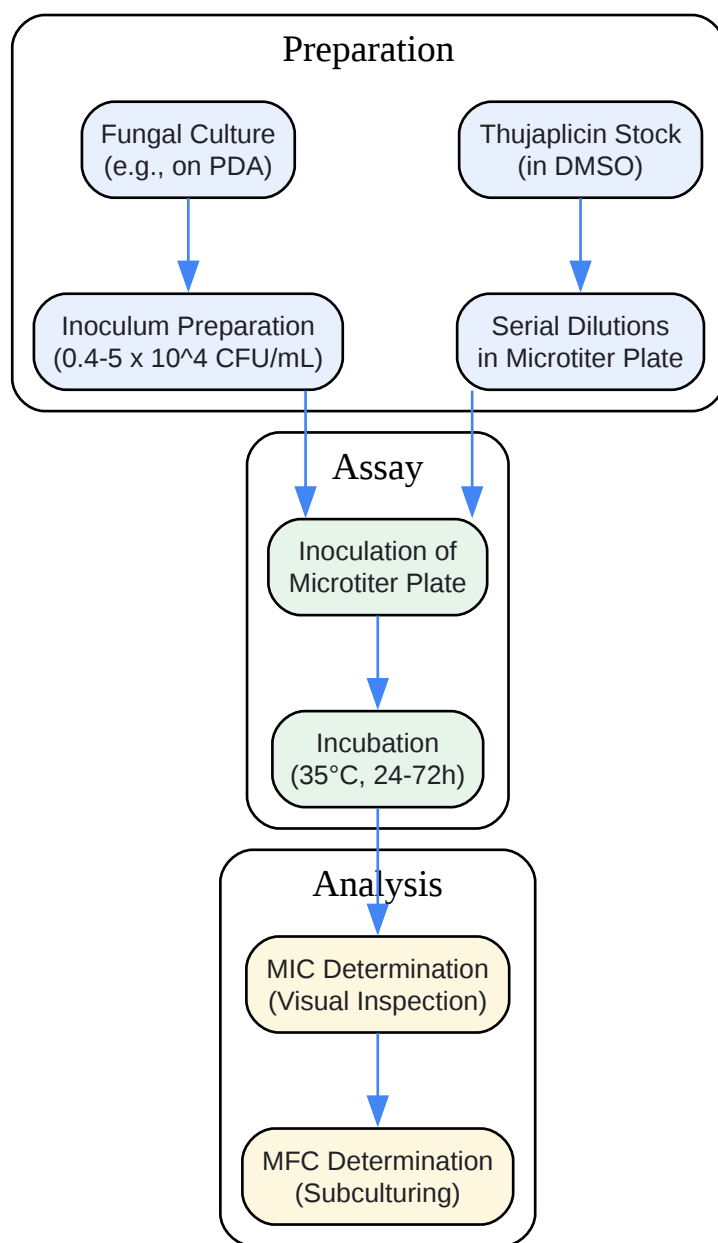 Preparation
Fungal Culture
(e.g., on PDA)
Thujaplicin Stock
(in DMSO)
Inoculum Preparation
(0.4-5 x 10^4 CFU/mL)
Serial Dilutions
in Microtiter Plate
Assay
Inoculation of
Microtiter Plate
Incubation
(35°C, 24-72h)
Analysis
MIC Determination
(Visual Inspection)
MFC Determination
(Subculturing)